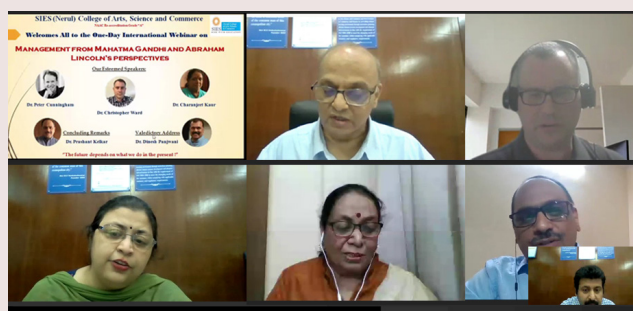 SIES (Nerul) College of Arts, Science and Commerce
Welcomes All to the One-Day International Webinar on
MANAGEMENT FROM MAHATMA GANDHI AND ABRAHAM
LINCOLN'S PERSPECTIVES
Our Esteemed Speakers:
Dr. Peter Cunningham
Dr. Christopher Ward
Dr. Charanjeet Kaur
Concluding Remarks
Dr. Prashant Kelkar
Valedictory Address
Dr. Dinesh Panjwani
"The future depends on what we do in the present!"